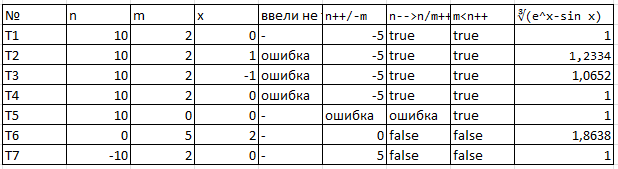 № n m x ввели не n++/-m n-->n/m++ m<n++ ∛(e^x-sin x)
T1 10 2 0 - -5 true true 1
T2 10 2 1 ошибка -5 true true 1,2334
T3 10 2 -1 ошибка -5 true true 1,0652
T4 10 2 0 ошибка -5 true true 1
T5 10 0 0 - ошибка ошибка true 1
T6 0 5 2 - 0 false false 1,8638
T7 -10 2 0 - 5 false false 1